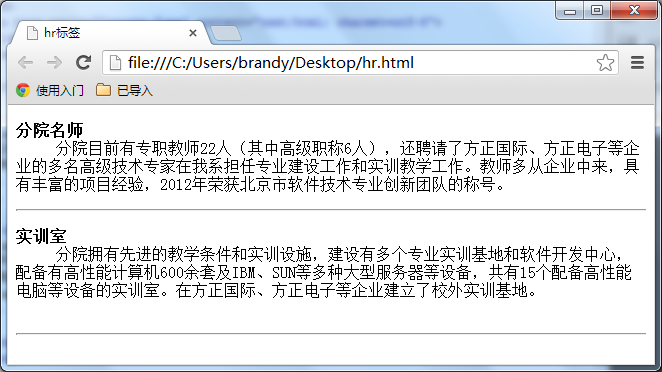 hr标签
file:///C:/Users/brandy/Desktop/hr.html
使用入门 已导入
分院名师
分院目前有专职教师22人（其中高级职称6人），还聘请了方正国际、方正电子等企
业的多名高级技术专家在我系担任专业建设工作和实训教学工作。教师多从企业中来，具
有丰富的项目经验，2012年荣获北京市软件技术专业创新团队的称号。
实训室
分院拥有先进的教学条件和实训设施，建设有多个专业实训基地和软件开发中心，
配备有高性能计算机600余套及IBM、SUN等多种大型服务器等设备，共有15个配备高性能
电脑等设备的实训室。在方正国际、方正电子等企业建立了校外实训基地。